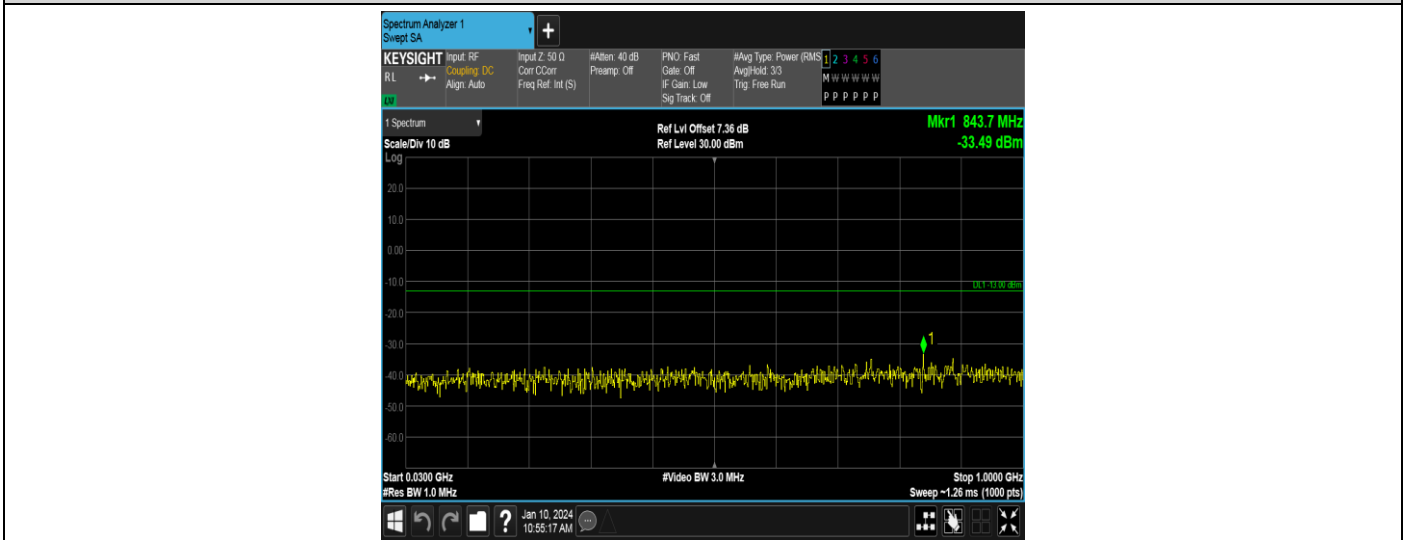 Spectrum Analyzer 1
Swept SA
+
KEYSIGHT Input: RF Input Z: 50 Ω #Atten: 40 dB PNO: Fast #Avg Type: Power (RMS 1 2 3 4 5 6
RL Coupling: DC Corr CCorr Preamp: Off Gate: Off Avg|Hold: 3/3 M W W W W W
Align: Auto Freq Ref: Int (S) IF Gain: Low Trig: Free Run
Sig Track: Off P P P P P P
1 Spectrum Ref Lvl Offset 7.36 dB Mkr1 843.7 MHz
Scale/Div 10 dB Ref Level 30.00 dBm -33.49 dBm
Log
20.0
10.0
0.00
-10.0
DL1 -13.00 dBm
-20.0
-30.0
1
-40.0
-50.0
-60.0
Start 0.0300 GHz #Video BW 3.0 MHz Stop 1.0000 GHz
#Res BW 1.0 MHz Sweep ~1.26 ms (1000 pts)
? Jan 10, 2024
10:55:17 AM